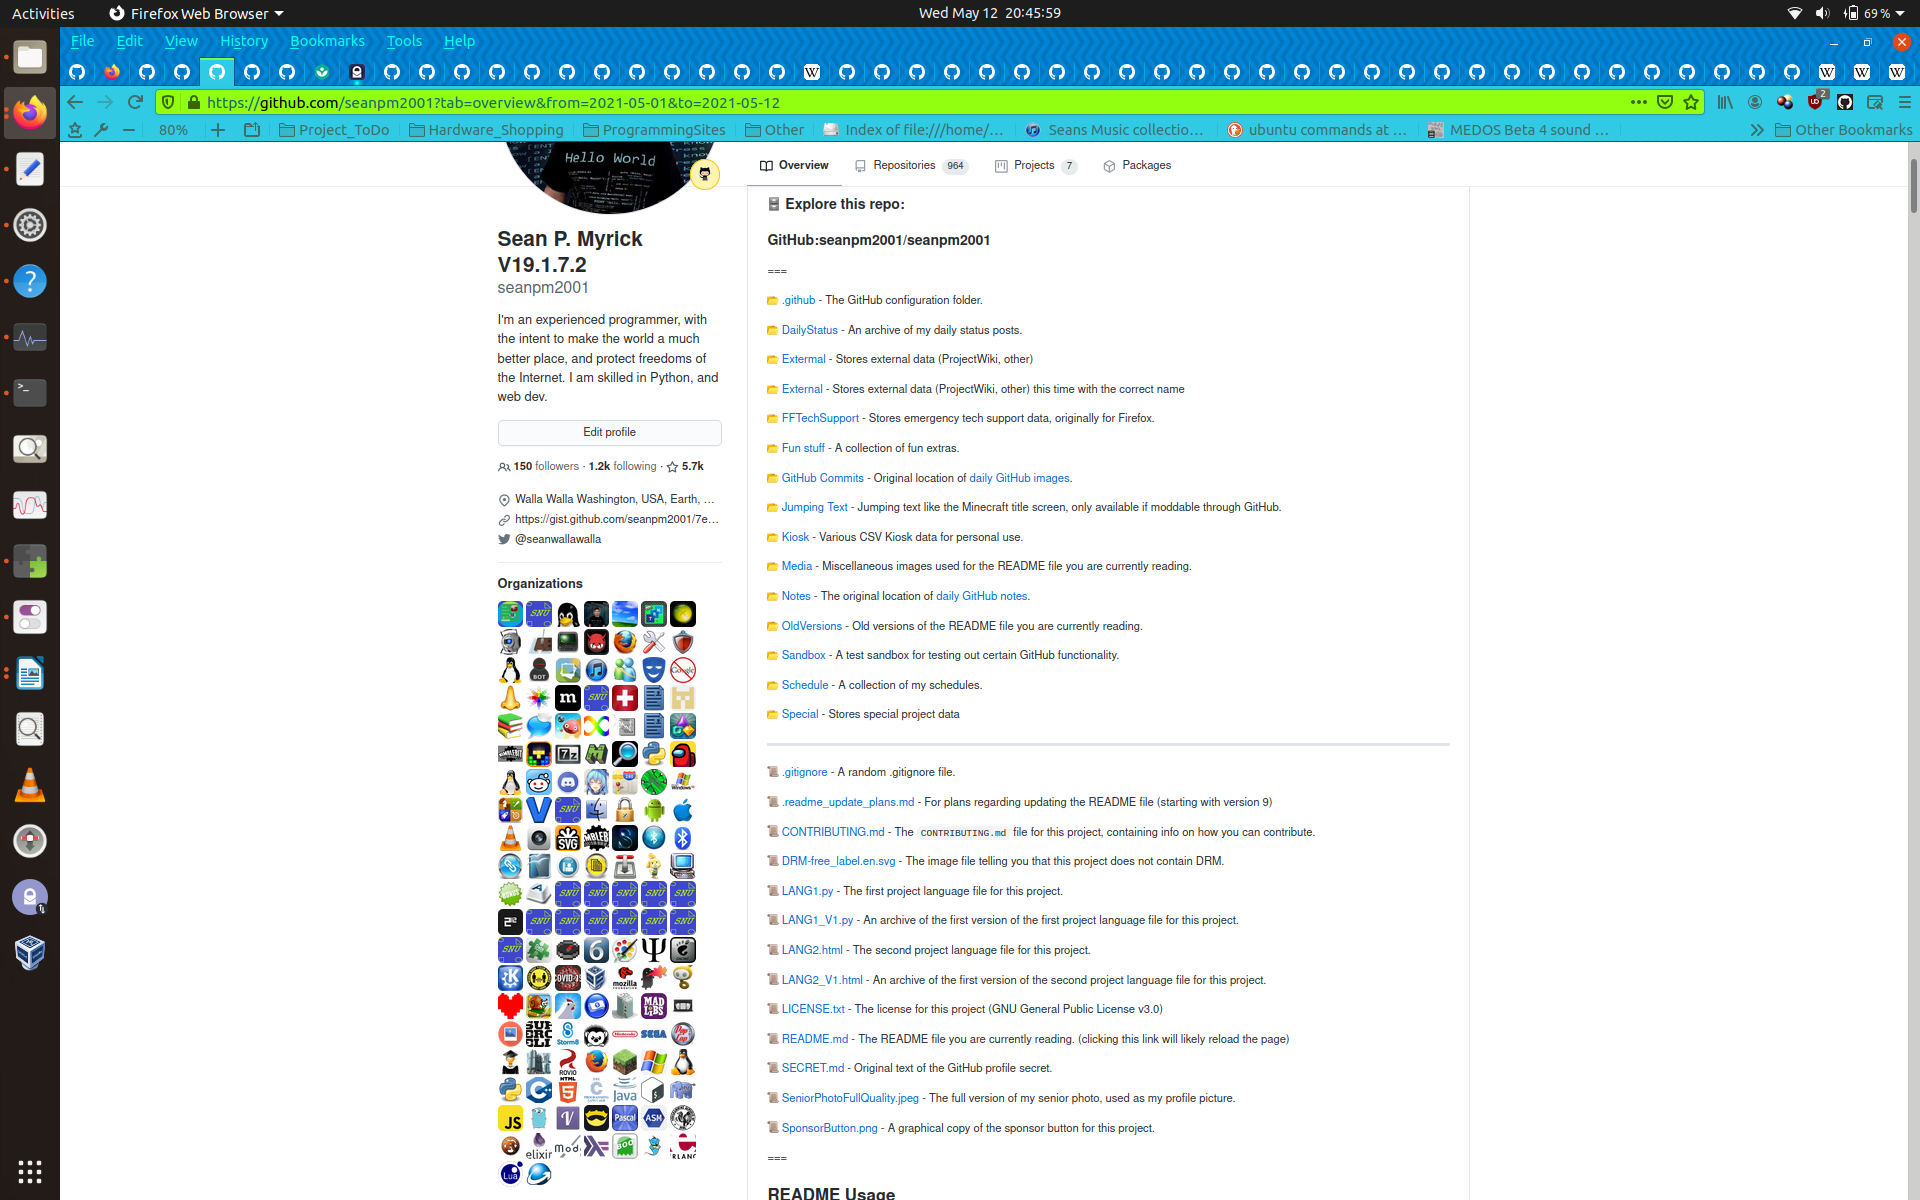 Activities Firefox Web Browser Wed May 12 20:45:59 69 %
File Edit View History Bookmarks Tools Help
https://github.com/seanpm2001?tab=overview&from=2021-05-01&to=2021-05-12 2
80% Project_ToDo Hardware_Shopping ProgrammingSites Other Index of file:///home/... Seans Music collectio... ubuntu commands at ... MEDOS Beta 4 sound ... Other Bookmarks
Hello World
Overview Repositories 964 Projects 7 Packages
Sean P. Myrick
V19.1.7.2
seanpm2001
I'm an experienced programmer, with
the intent to make the world a much
better place, and protect freedoms of
the Internet. I am skilled in Python, and
web dev.
Edit profile
150 followers · 1.2k following · 5.7k
Walla Walla Washington, USA, Earth, ...
https://gist.github.com/seanpm2001/7e...
@seanwallawalla
Organizations
Explore this repo:
GitHub:seanpm2001/seanpm2001
===
.github - The GitHub configuration folder.
DailyStatus - An archive of my daily status posts.
Extermal - Stores external data (ProjectWiki, other)
External - Stores external data (ProjectWiki, other) this time with the correct name
FFTechSupport - Stores emergency tech support data, originally for Firefox.
Fun stuff - A collection of fun extras.
GitHub Commits - Original location of daily GitHub images.
Jumping Text - Jumping text like the Minecraft title screen, only available if moddable through GitHub.
Kiosk - Various CSV Kiosk data for personal use.
Media - Miscellaneous images used for the README file you are currently reading.
Notes - The original location of daily GitHub notes.
OldVersions - Old versions of the README file you are currently reading.
Sandbox - A test sandbox for testing out certain GitHub functionality.
Schedule - A collection of my schedules.
Special - Stores special project data
.gitignore - A random .gitignore file.
.readme_update_plans.md - For plans regarding updating the README file (starting with version 9)
CONTRIBUTING.md - The CONTRIBUTING.md file for this project, containing info on how you can contribute.
DRM-free_label.en.svg - The image file telling you that this project does not contain DRM.
LANG1.py - The first project language file for this project.
LANG1_V1.py - An archive of the first version of the first project language file for this project.
LANG2.html - The second project language file for this project.
LANG2_V1.html - An archive of the first version of the second project language file for this project.
LICENSE.txt - The license for this project (GNU General Public License v3.0)
README.md - The README file you are currently reading. (clicking this link will likely reload the page)
SECRET.md - Original text of the GitHub profile secret.
SeniorPhotoFullQuality.jpeg - The full version of my senior photo, used as my profile picture.
SponsorButton.png - A graphical copy of the sponsor button for this project.
===
README Usage